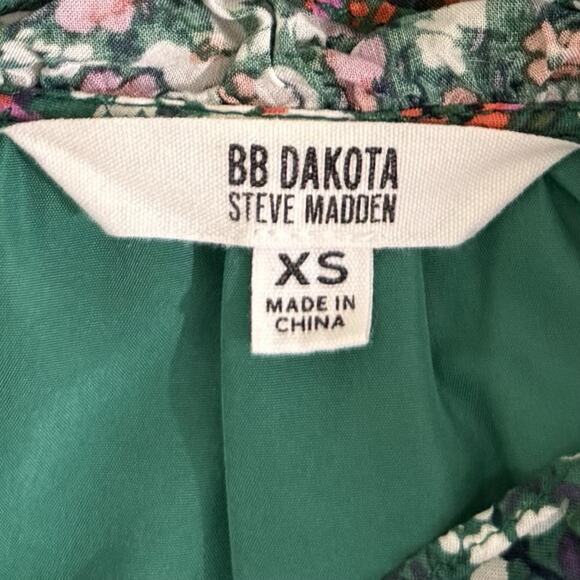 BB DAKOTA
STEVE MADDEN
XS
MADE IN
CHINA